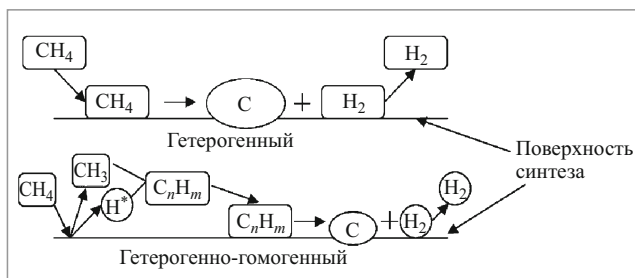 CH₄ H₂
CH₄ → C + H₂
Гетерогенный
Поверхность
синтеза
CH₄ CH₃ H* CₙHₘ H₂
CₙHₘ → C + H₂
Гетерогенно-гомогенный